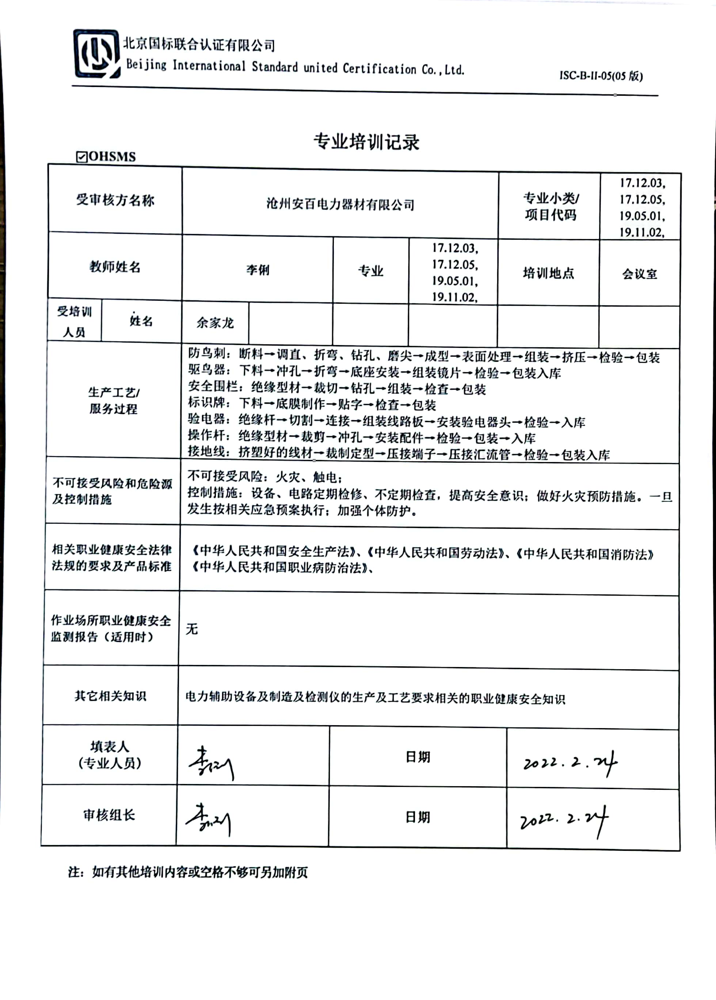 北京国标联合认证有限公司
Beijing International Standard united Certification Co.,Ltd.
ISC-B-II-05(05 版)
专业培训记录
OHSMS
受审核方名称
沧州安百电力器材有限公司
专业小类/
项目代码
17.12.03,
17.12.05,
19.05.01,
19.11.02,
教师姓名
李俐
专业
17.12.03,
17.12.05,
19.05.01,
19.11.02,
培训地点
会议室
受培训
人员
姓名
余家龙
生产工艺/
服务过程
防鸟刺：断料→调直、折弯、钻孔、磨尖→成型→表面处理→组装→挤压→检验→包装
驱鸟器：下料→冲孔→折弯→底座安装→组装镜片→检验→包装入库
安全围栏：绝缘型材→裁切→钻孔→组装→检查→包装
标识牌：下料→底膜制作→贴字→检查→包装
验电器：绝缘杆→切割→连接→组装线路板→安装验电器头→检验→入库
操作杆：绝缘型材→裁剪→冲孔→安装配件→检验→包装→入库
接地线：挤塑好的线材→裁制定型→压接端子→压接汇流管→检验→包装入库
不可接受风险和危险源
及控制措施
不可接受风险：火灾、触电；
控制措施：设备、电路定期检修、不定期检查，提高安全意识；做好火灾预防措施。一旦
发生按相关应急预案执行；加强个体防护。
相关职业健康安全法律
法规的要求及产品标准
《中华人民共和国安全生产法》、《中华人民共和国劳动法》、《中华人民共和国消防法》
《中华人民共和国职业病防治法》、
作业场所职业健康安全
监测报告（适用时）
无
其它相关知识
电力辅助设备及制造及检测仪的生产及工艺要求相关的职业健康安全知识
填表人
(专业人员)
李俐
日期
2022.2.24
审核组长
李俐
日期
2022.2.24
注：如有其他培训内容或空格不够可另加附页